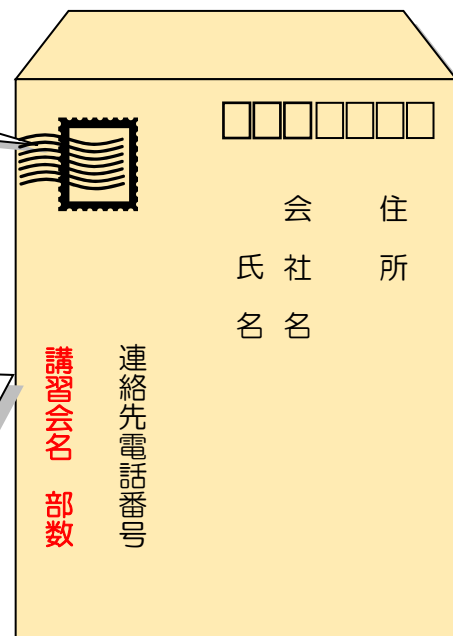 住所
会社名
氏名
連絡先電話番号
講習会名　部数